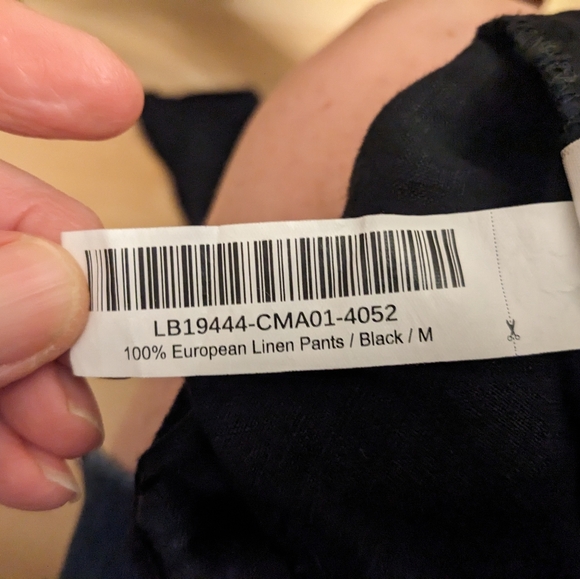 LB19444-CMA01-4052
100% European Linen Pants / Black / M